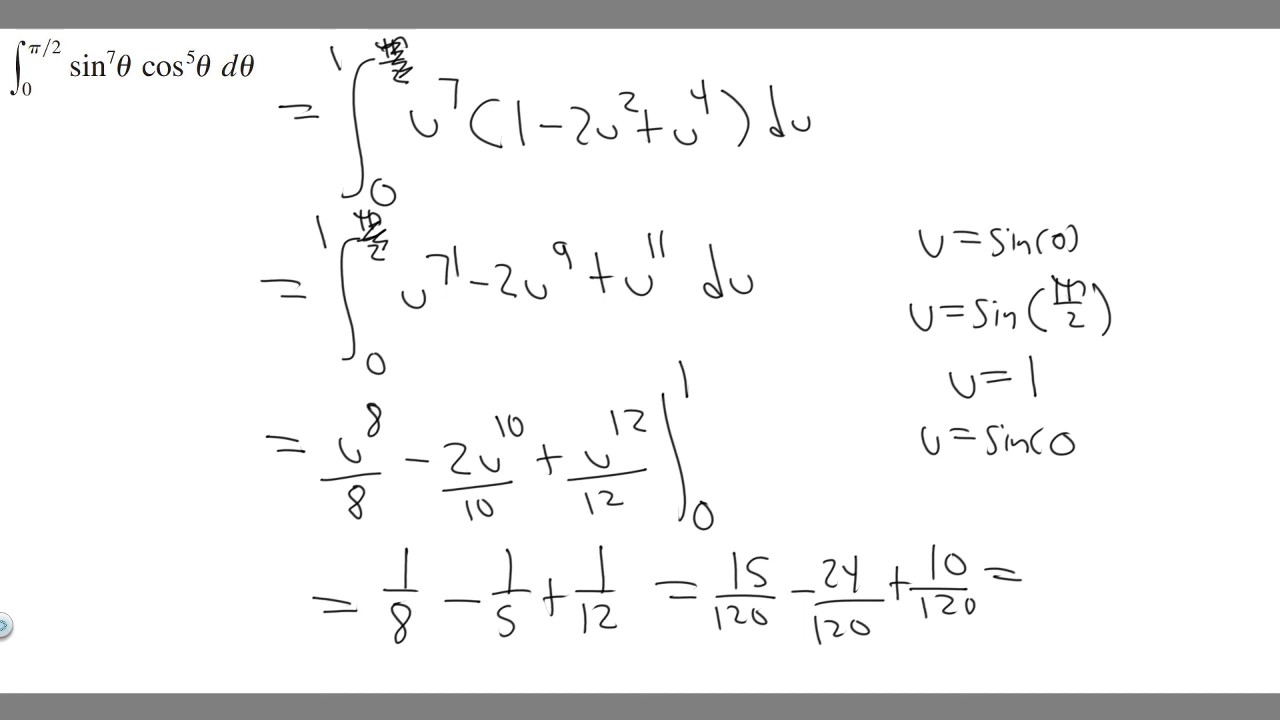 ∫₀^{π/2} sin⁷θ cos⁵θ dθ
= ∫₀¹ u⁷(1-2u²+u⁴) du
= ∫₀¹ u⁷-2u⁹+u¹¹ du
u=sin(0)
u=sin(π/2)
u=1
u=sin(0
= u⁸/8 - 2u¹⁰/10 + u¹²/12 |₀¹
= 1/8 - 1/5 + 1/12 = 15/120 - 24/120 + 10/120 =